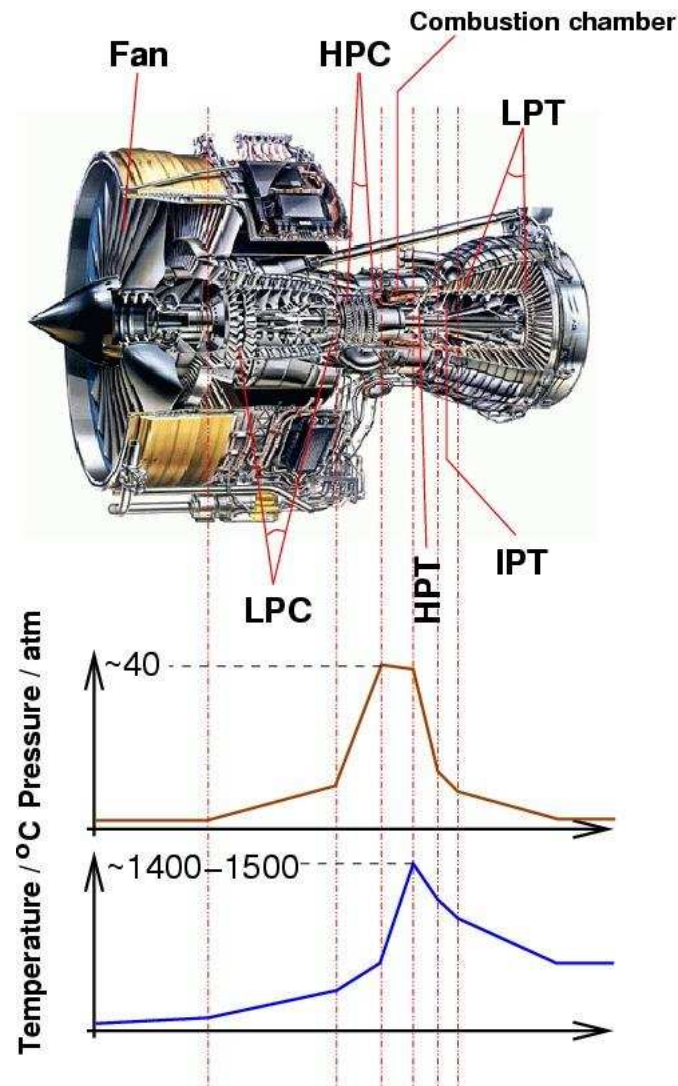 Combustion chamber
Fan
HPC
LPT
IPT
HPT
LPC
Pressure / atm
~40
Temperature / °C
~1400–1500